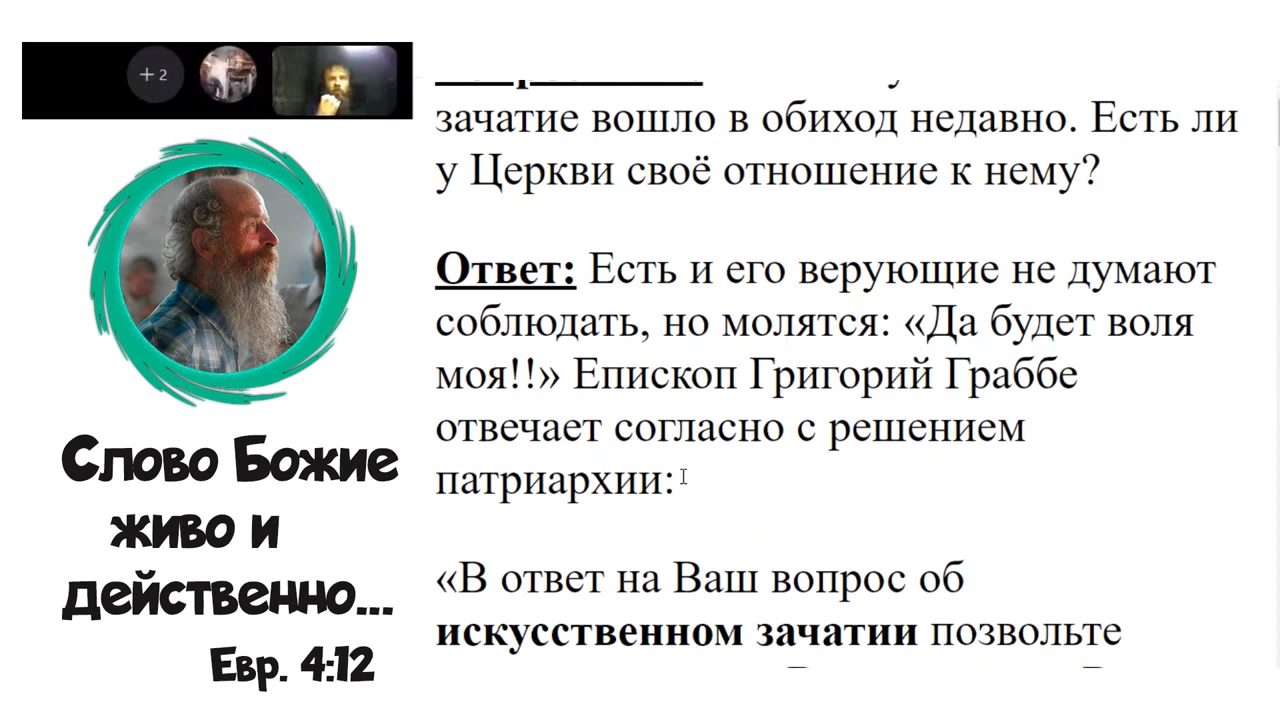 + 2
зачатие вошло в обиход недавно. Есть ли
у Церкви своё отношение к нему?
Ответ: Есть и его верующие не думают
соблюдать, но молятся: «Да будет воля
моя!!» Епископ Григорий Граббе
отвечает согласно с решением
патриархии:
«В ответ на Ваш вопрос об
искусственном зачатии позвольте
Слово Божие
живо и
действенно...
Евр. 4:12